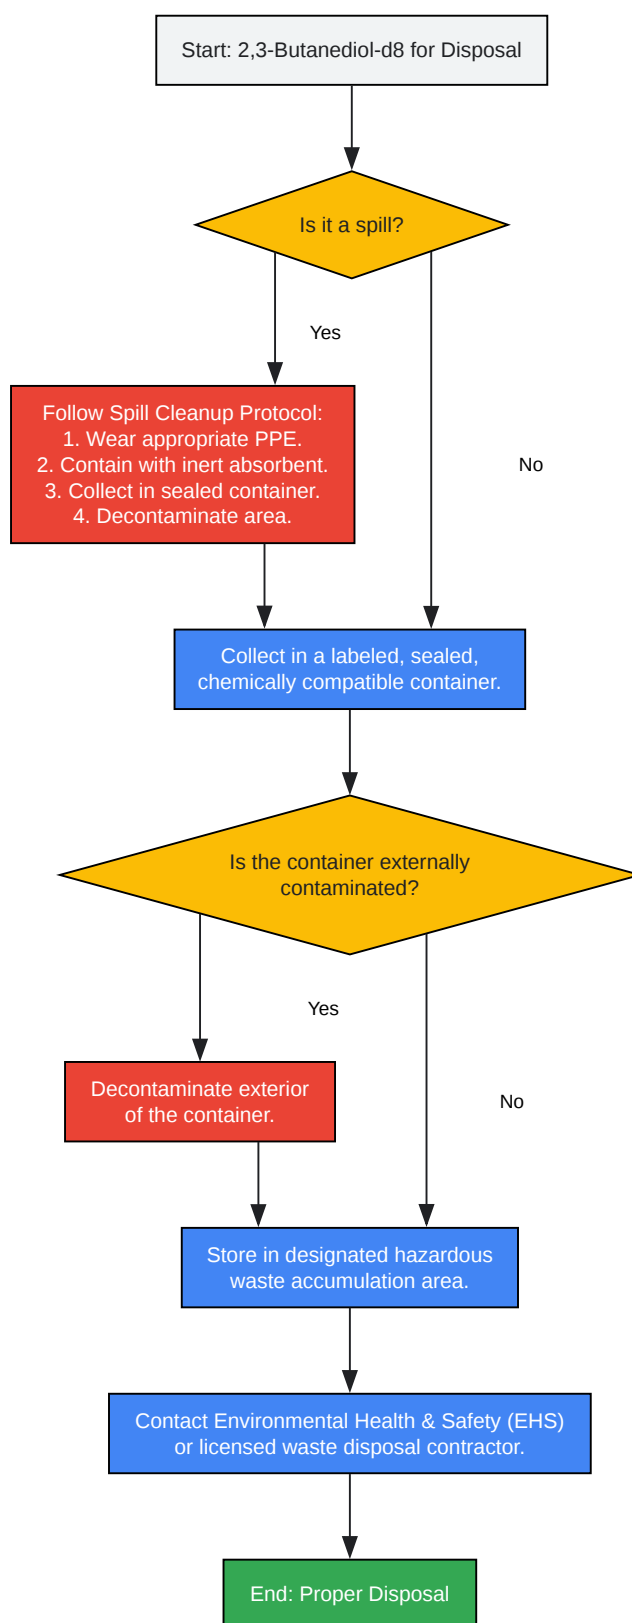 Start: 2,3-Butanediol-d8 for Disposal
Is it a spill?
Yes
Follow Spill Cleanup Protocol:
1. Wear appropriate PPE.
2. Contain with inert absorbent.
3. Collect in sealed container.
4. Decontaminate area.
No
Collect in a labeled, sealed,
chemically compatible container.
Is the container externally
contaminated?
Yes
Decontaminate exterior
of the container.
No
Store in designated hazardous
waste accumulation area.
Contact Environmental Health & Safety (EHS)
or licensed waste disposal contractor.
End: Proper Disposal